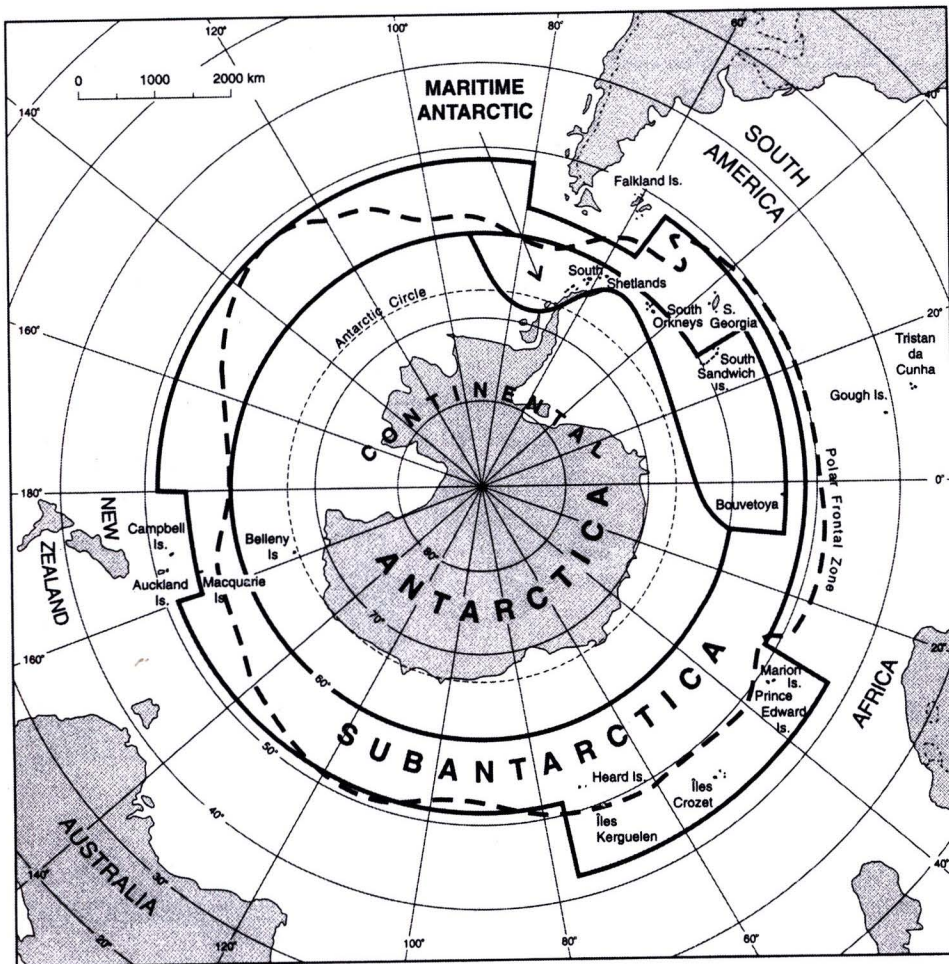 120°
100°
80°
60°
0 1000 2000 km
MARITIME
ANTARCTIC
140°
40°
SOUTH
AMERICA
Falkland Is.
South
Shetlands
Antarctic Circle
South
Orkneys
S.
Georgia
160°
20°
South
Sandwich
Is.
Tristan
da
Cunha
Gough Is.
CONTINENTAL
ANTARCTICA
180°
0°
Polar Frontal Zone
Bouvetoya
NEW
ZEALAND
Campbell
Is.
Belleny
Is
Auckland
Is.
Macquarie
Is.
80°
70°
60°
50°
40°
30°
20°
160°
20°
SUBANTARCTICA
Marion
Is.
Prince
Edward
Is.
AFRICA
Heard Is.
Îles
Crozet
Îles
Kerguelen
AUSTRALIA
140°
120°
100°
80°
60°
40°